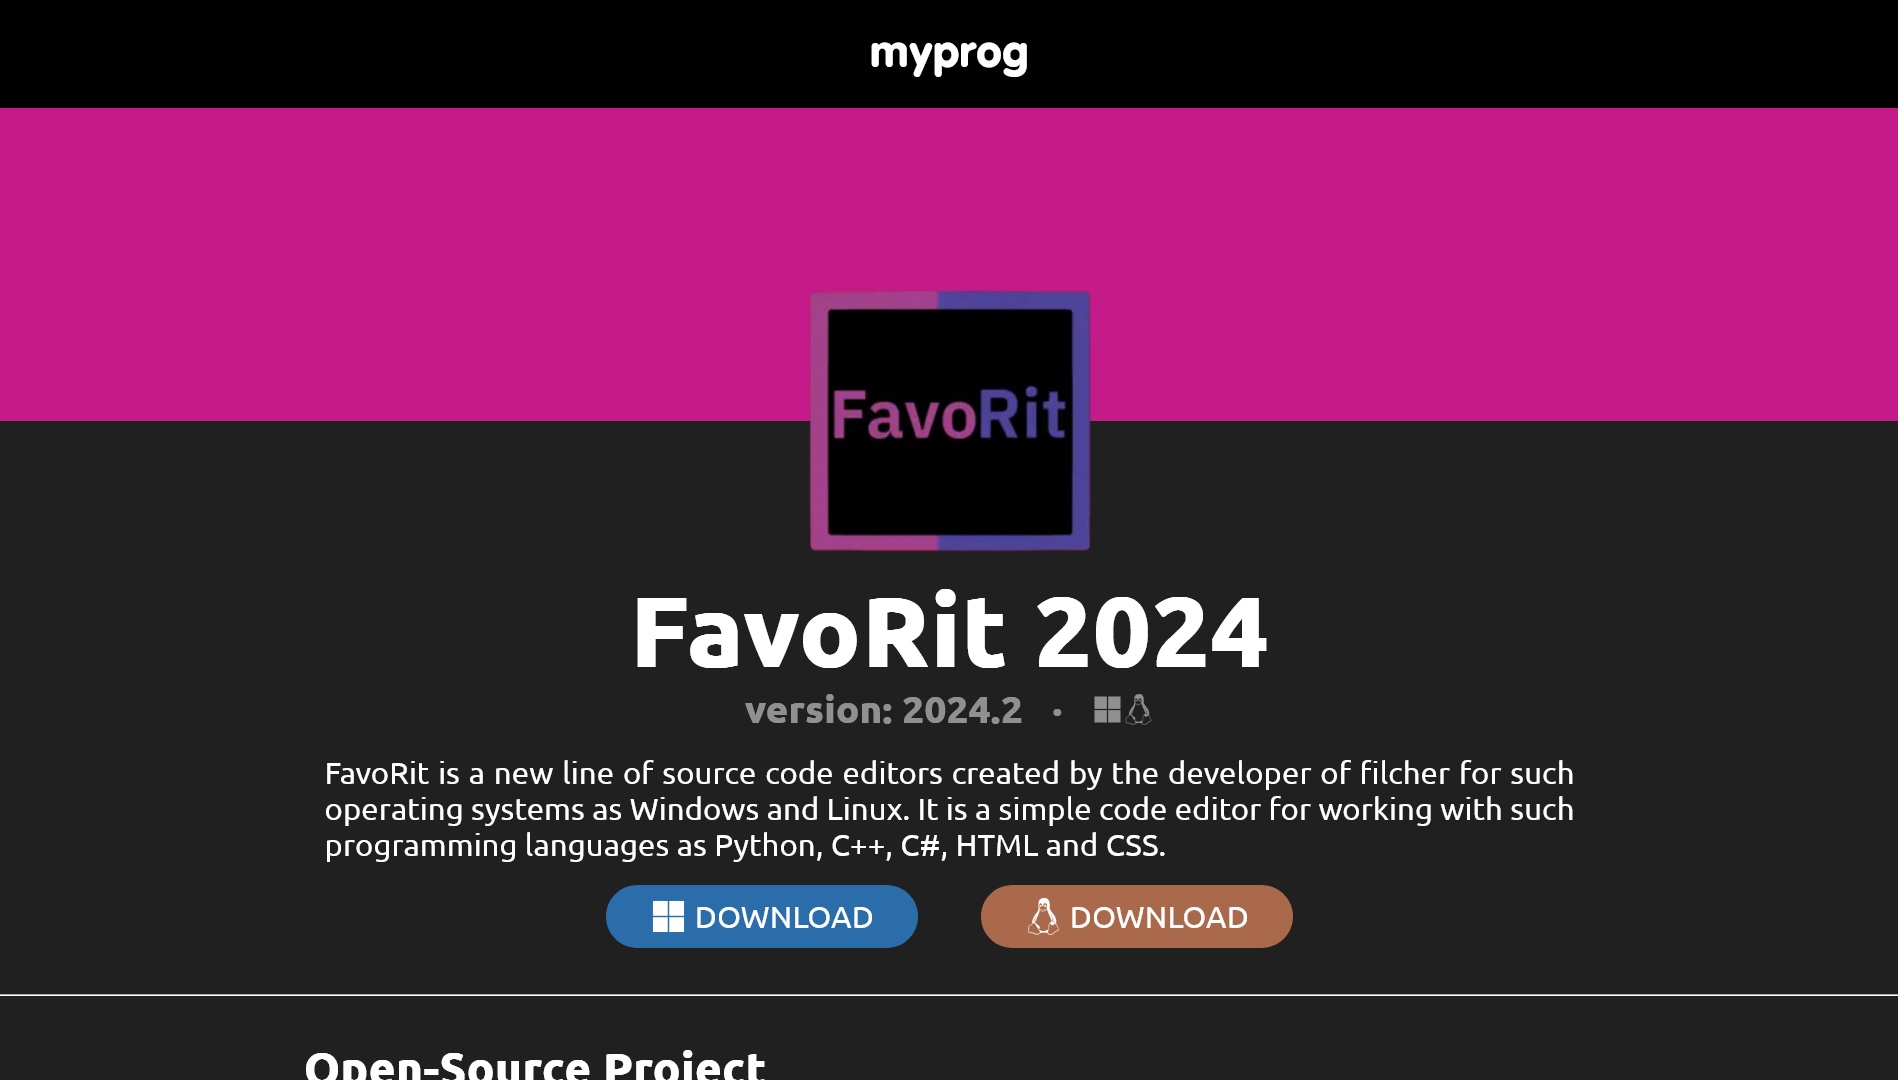 myprog
FavoRit
FavoRit 2024
version: 2024.2 •
FavoRit is a new line of source code editors created by the developer of filcher for such
operating systems as Windows and Linux. It is a simple code editor for working with such
programming languages as Python, C++, C#, HTML and CSS.
DOWNLOAD
DOWNLOAD
Open-Source Project